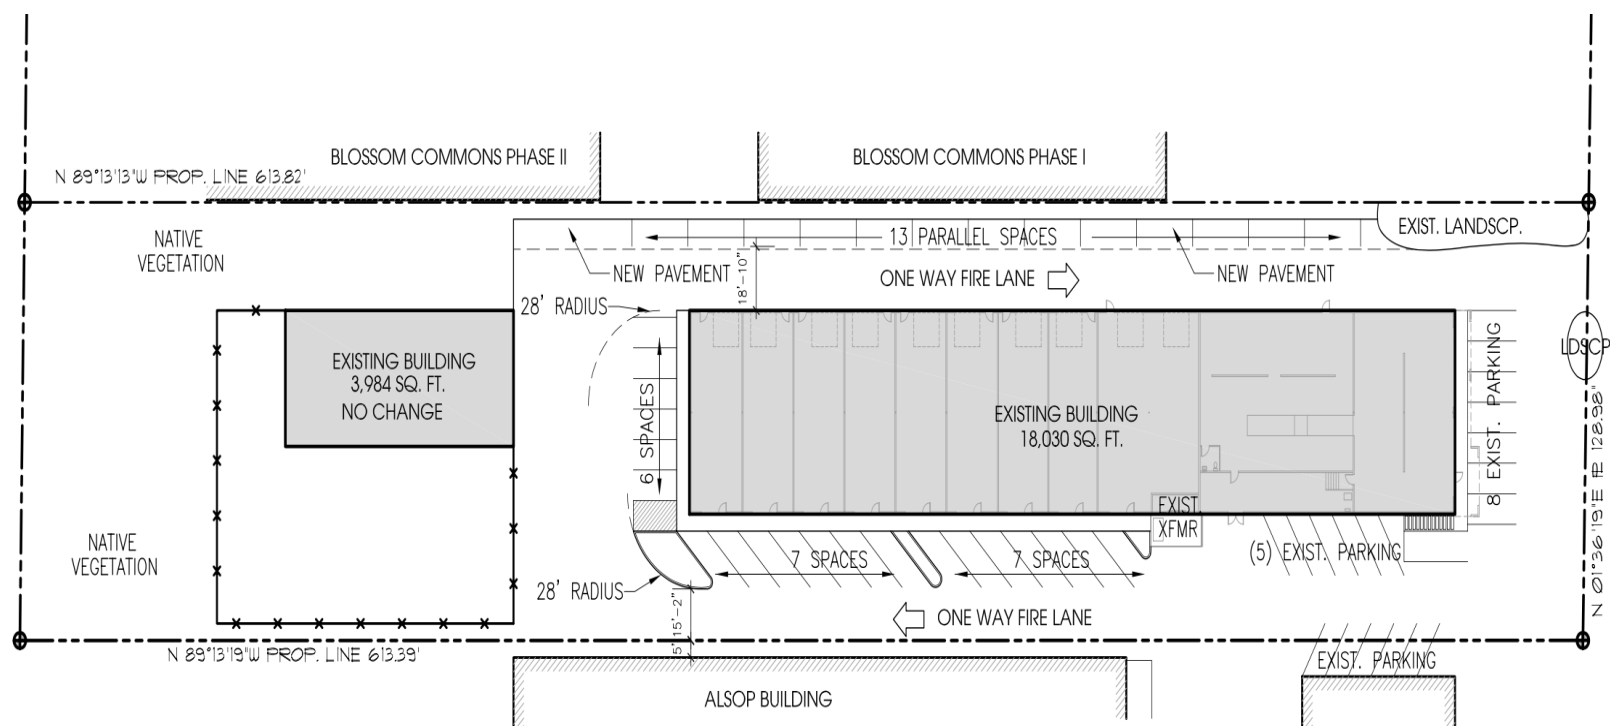 BLOSSOM COMMONS PHASE II
BLOSSOM COMMONS PHASE I
N 89°13'13"W PROP. LINE 613.82'
NATIVE
VEGETATION
13 PARALLEL SPACES
EXIST. LANDSCP.
NEW PAVEMENT
ONE WAY FIRE LANE
NEW PAVEMENT
18'-10"
28' RADIUS
EXISTING BUILDING
3,984 SQ. FT.
NO CHANGE
6 SPACES
EXISTING BUILDING
18,030 SQ. FT.
8 EXIST. PARKING
LDSCP
N 01°36'19"E PL 128.98"
EXIST
XFMR
NATIVE
VEGETATION
7 SPACES
7 SPACES
(5) EXIST. PARKING
28' RADIUS
15'-2"
5'
ONE WAY FIRE LANE
N 89°13'19"W PROP. LINE 613.39'
EXIST. PARKING
ALSOP BUILDING